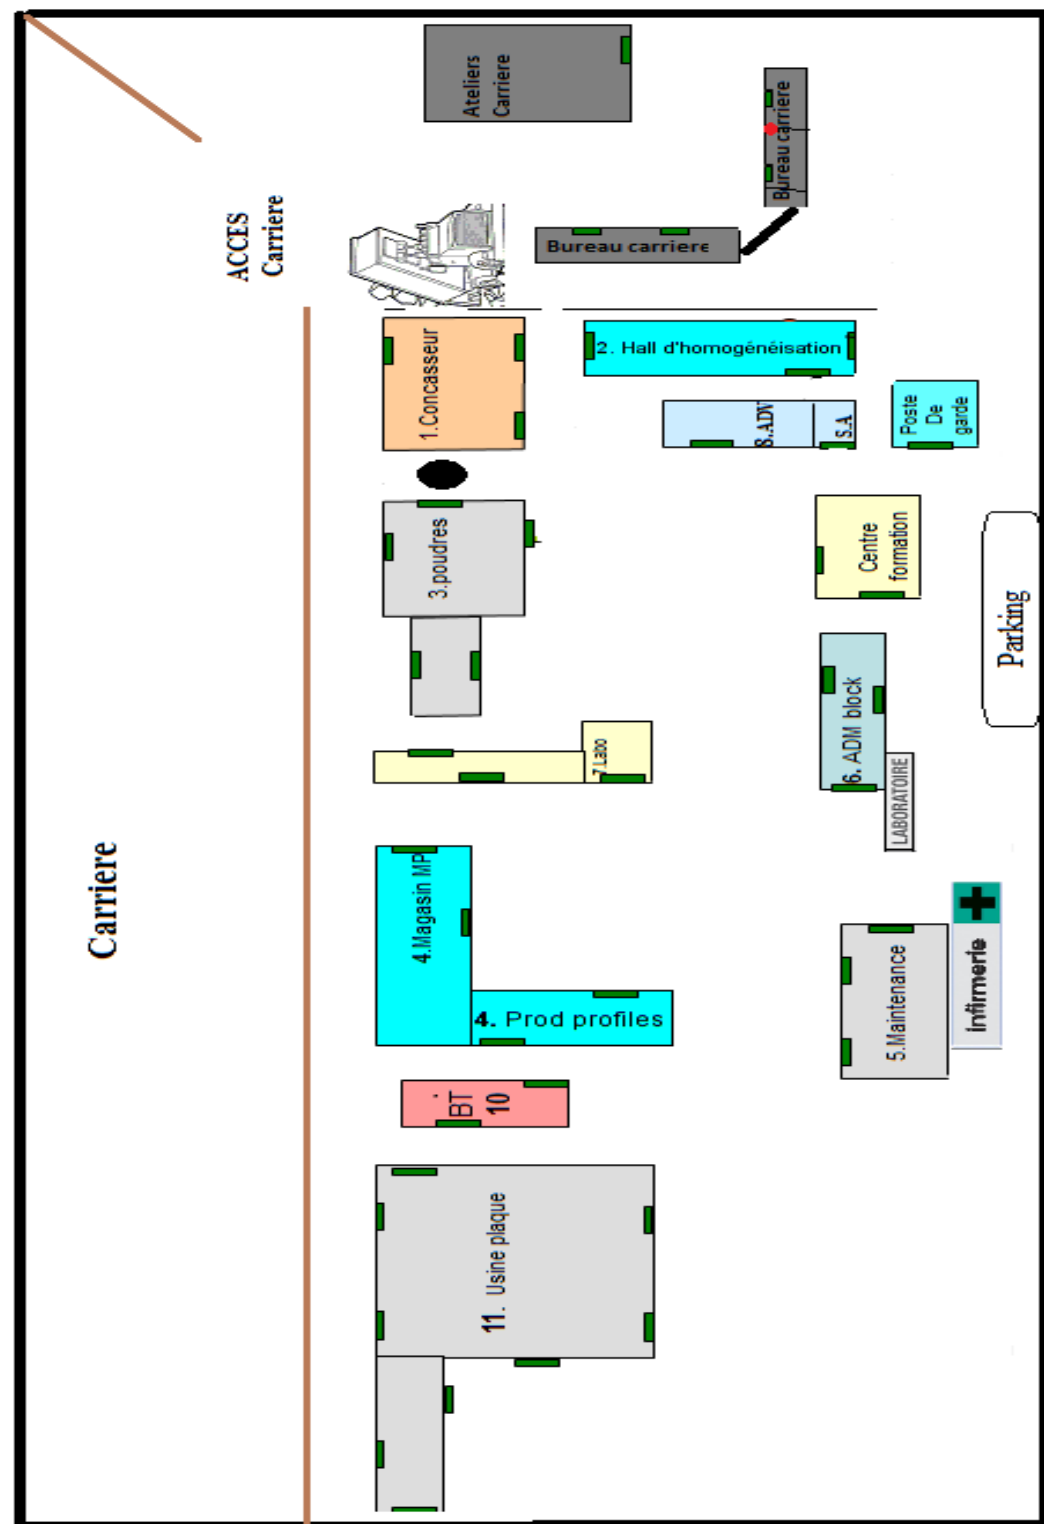 Ateliers
Carriere
Bureau carriere
ACCES
Carriere
Bureau carriere
1.Concasseur
2. Hall d'homogénéisation
8.ADV
S.A
Poste
De
garde
3.poudres
Centre
formation
Parking
7.Labo
6. ADM block
LABORATOIRE
Carriere
4.Magasin MP
4. Prod profiles
5.Maintenance
infirmerie
BT
10
11. Usine plaque